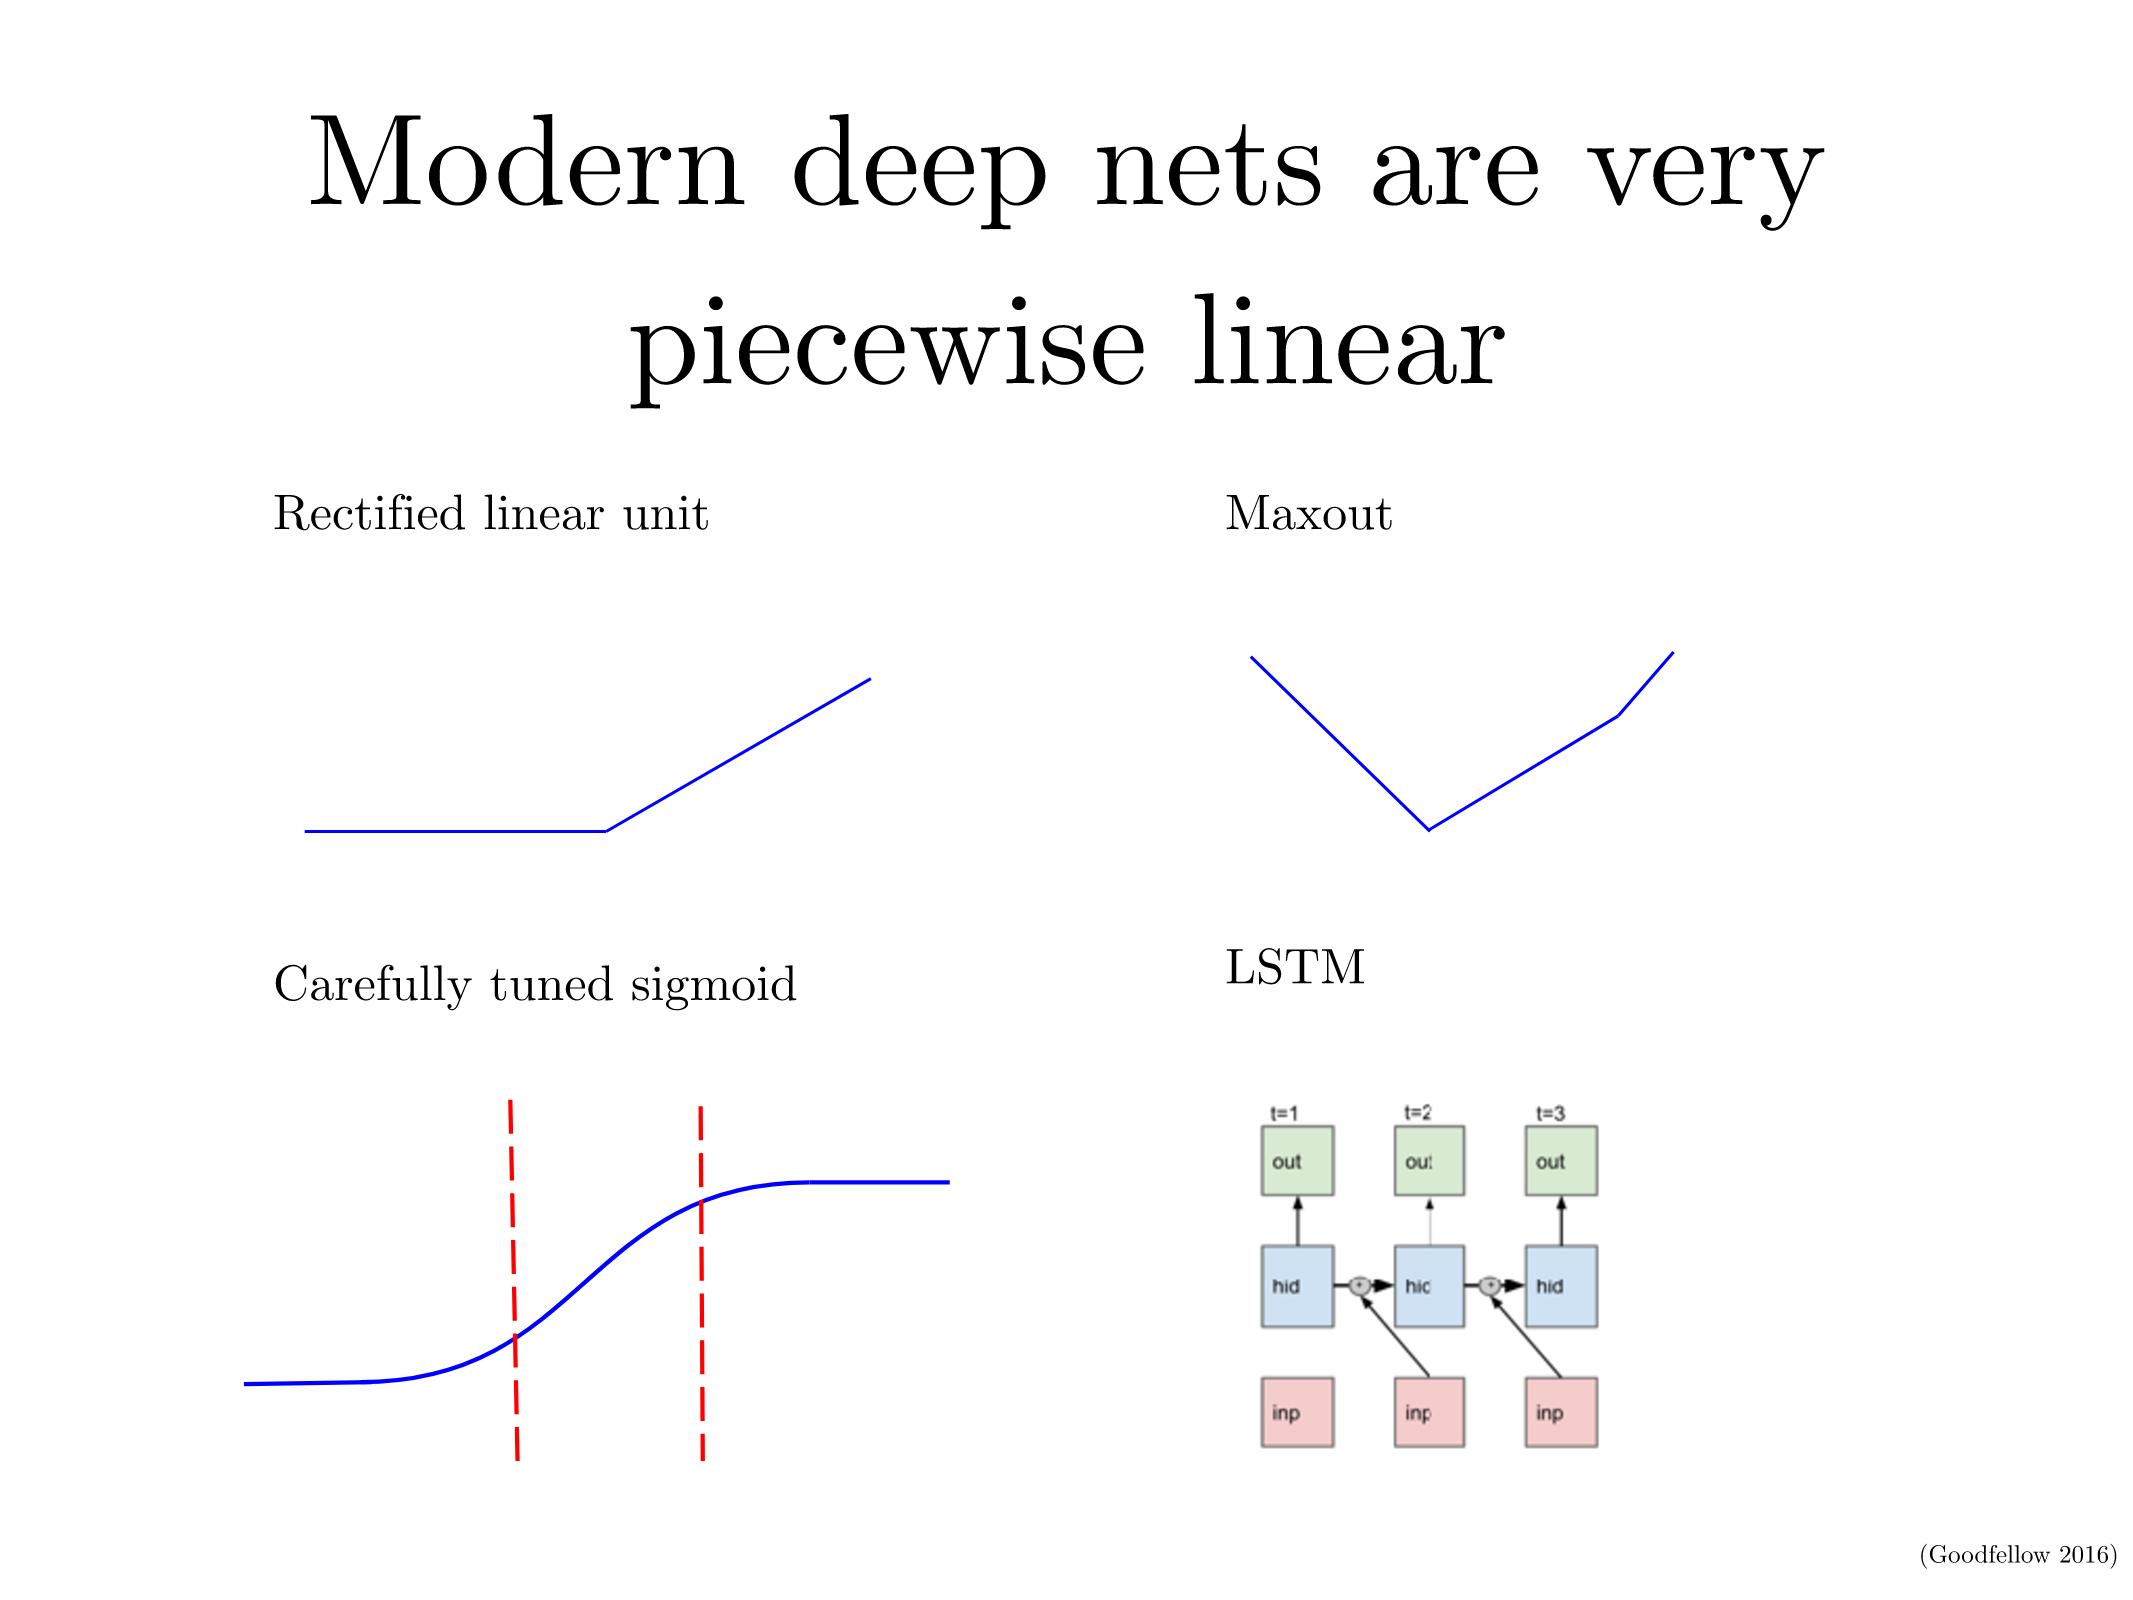 Modern deep nets are very
piecewise linear
Rectified linear unit
Maxout
Carefully tuned sigmoid
LSTM
t=1 t=2 t=3
out out out
hid hid hid
+ +
inp inp inp
(Goodfellow 2016)